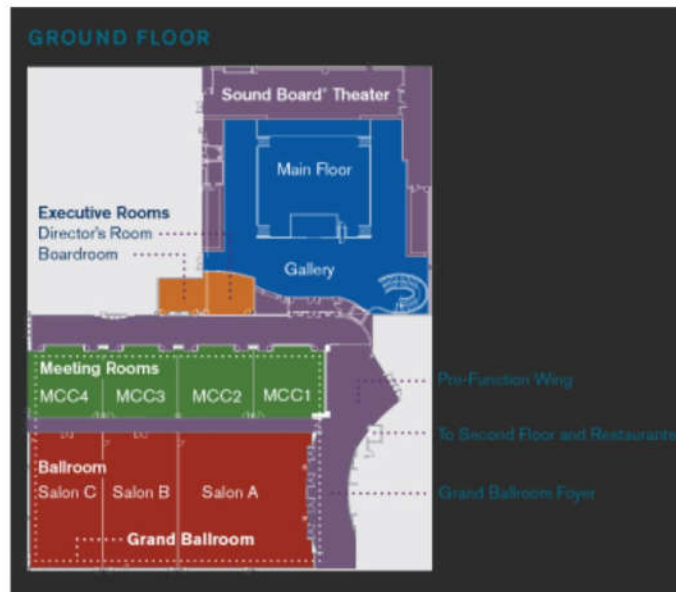 GROUND FLOOR
Sound Board® Theater
Main Floor
Executive Rooms
Director's Room
Boardroom
Gallery
Meeting Rooms
MCC4 MCC3 MCC2 MCC1
Pre-Function Wing
To Second Floor and Restaurants
Ballroom
Salon C Salon B Salon A
Grand Ballroom Foyer
Grand Ballroom